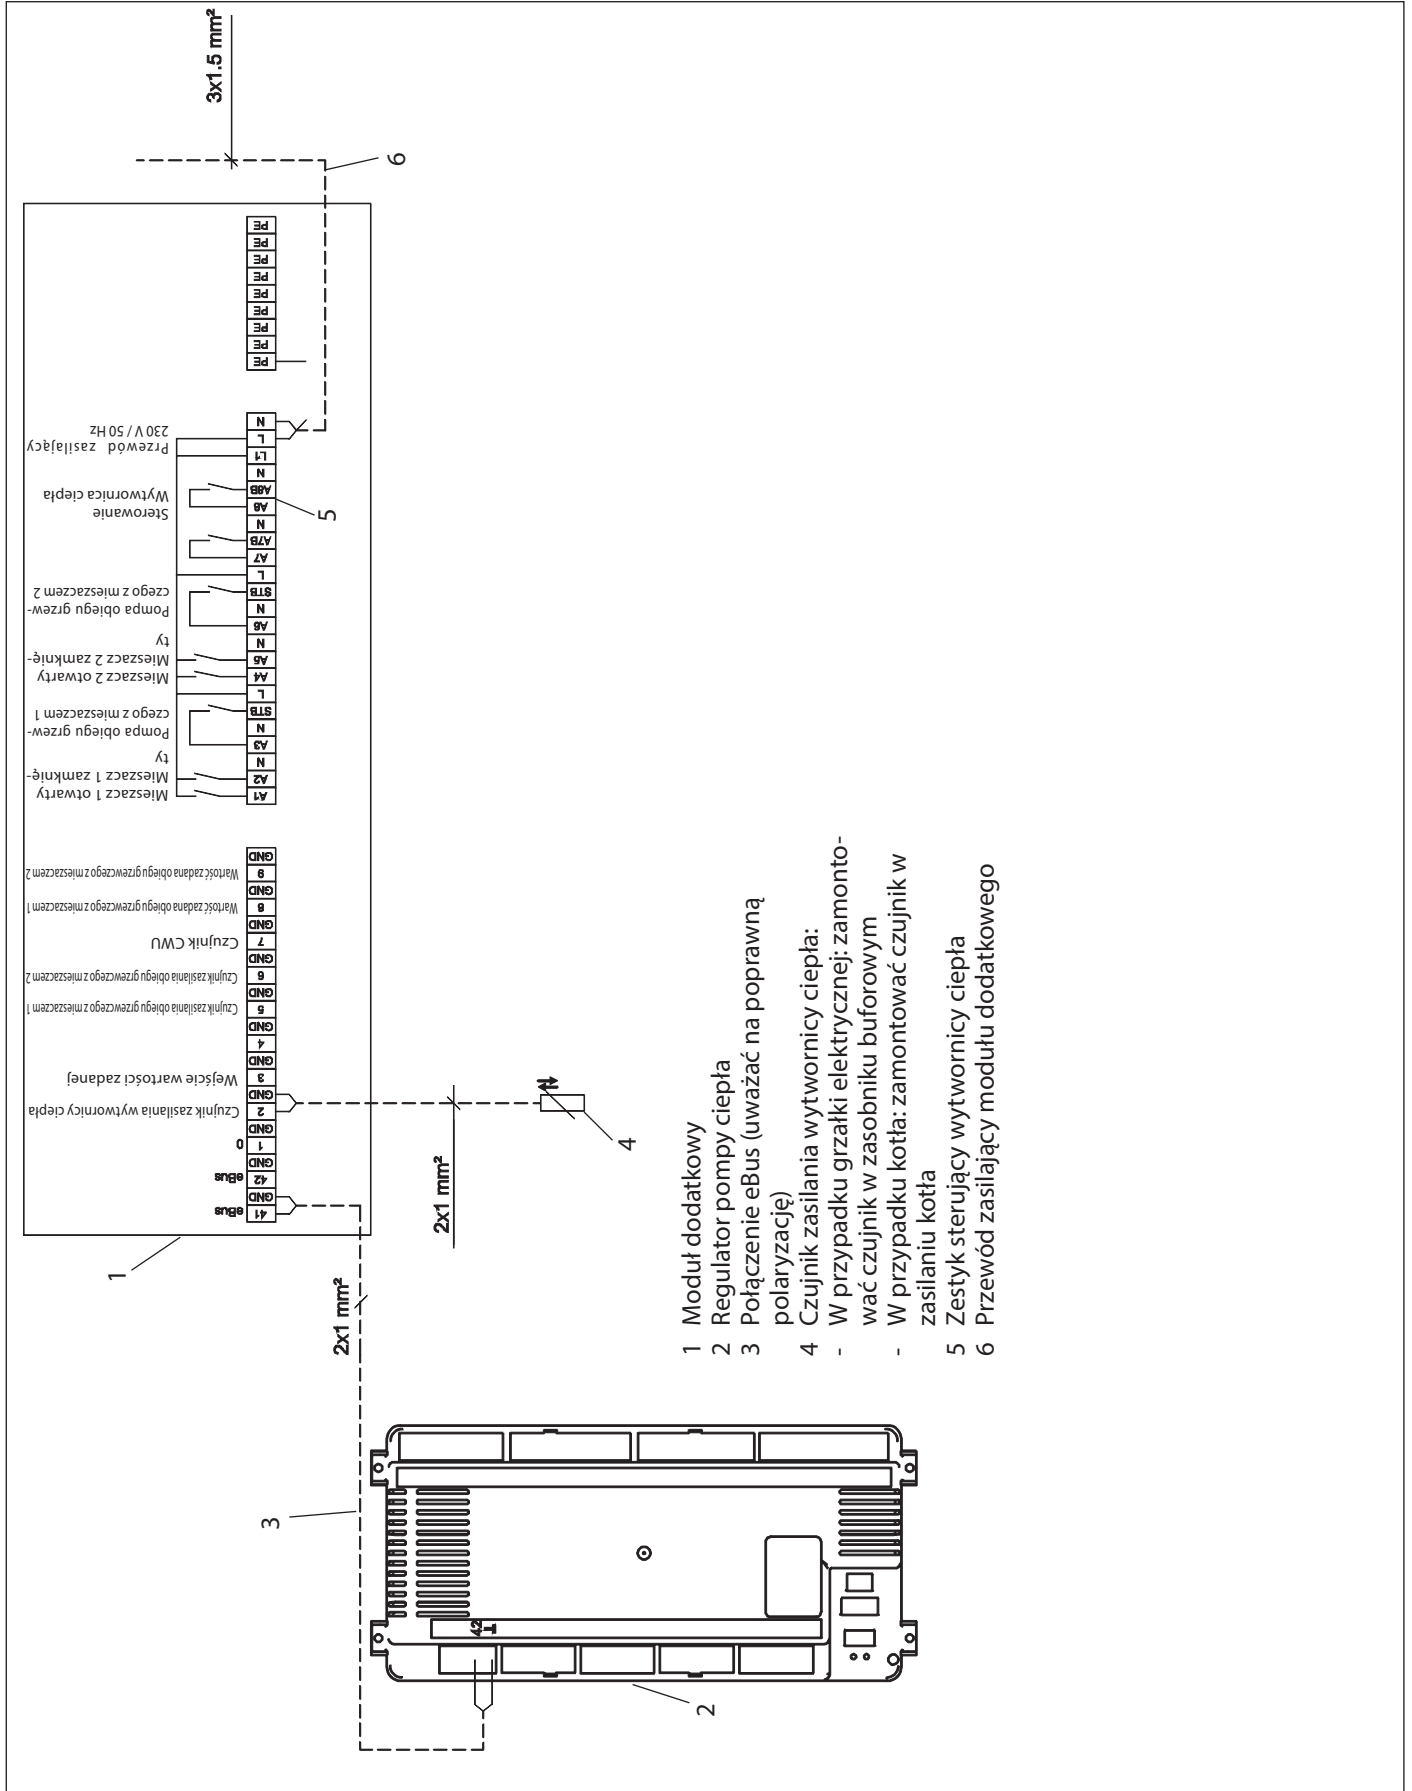 3x1.5 mm²
6
PE
PE
PE
PE
PE
PE
PE
PE
PE
Przewód zasilający
230 V / 50 Hz
N
L
L1
N
A8B
A8
N
A7B
A7
L
STB
N
A6
N
A5
A4
L
STB
N
A3
N
A2
A1
Sterowanie
Wytwornica ciepła
5
Pompa obiegu grzew-
czego z mieszaczem 2
Mieszacz 2 zamknię-
ty
Mieszacz 2 otwarty
Pompa obiegu grzew-
czego z mieszaczem 1
Mieszacz 1 zamknię-
ty
Mieszacz 1 otwarty
GND
9
GND
8
GND
7
GND
6
GND
5
GND
4
GND
3
GND
2
GND
1
GND
42
GND
41
Wartość zadana obiegu grzewczego z mieszaczem 2
Wartość zadana obiegu grzewczego z mieszaczem 1
Czujnik CWU
Czujnik zasilania obiegu grzewczego z mieszaczem 2
Czujnik zasilania obiegu grzewczego z mieszaczem 1
Wejście wartości zadanej
Czujnik zasilania wytwornicy ciepła
0
eBus
eBus
1
2x1 mm²
4
2x1 mm²
3
42
2
1 Moduł dodatkowy
2 Regulator pompy ciepła
3 Połączenie eBus (uważać na poprawną
polaryzację)
4 Czujnik zasilania wytwornicy ciepła:
- W przypadku grzałki elektrycznej: zamonto-
wać czujnik w zasobniku buforowym
- W przypadku kotła: zamontować czujnik w
zasilaniu kotła
5 Zestyk sterujący wytwornicy ciepła
6 Przewód zasilający modułu dodatkowego